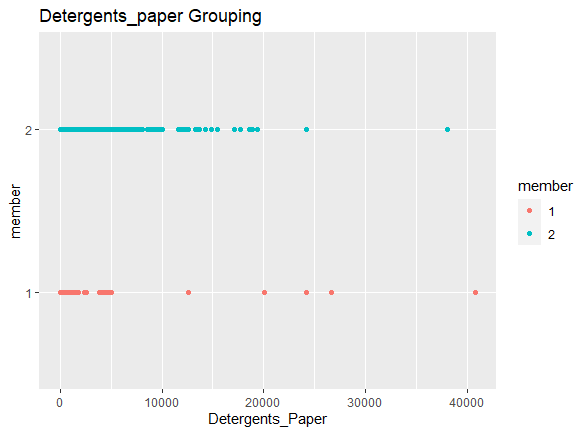 Detergents_paper Grouping
member
2
1
0 10000 20000 30000 40000
Detergents_Paper
member
1
2